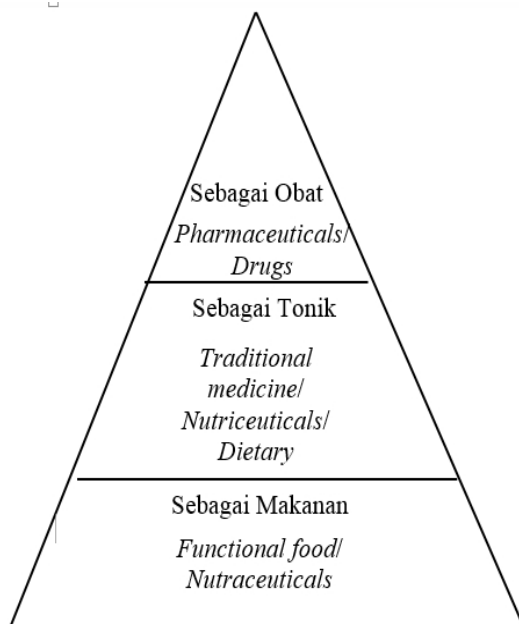 Sebagai Obat
Pharmaceuticals/
Drugs
Sebagai Tonik
Traditional
medicine/
Nutriceuticals/
Dietary
Sebagai Makanan
Functional food/
Nutraceuticals